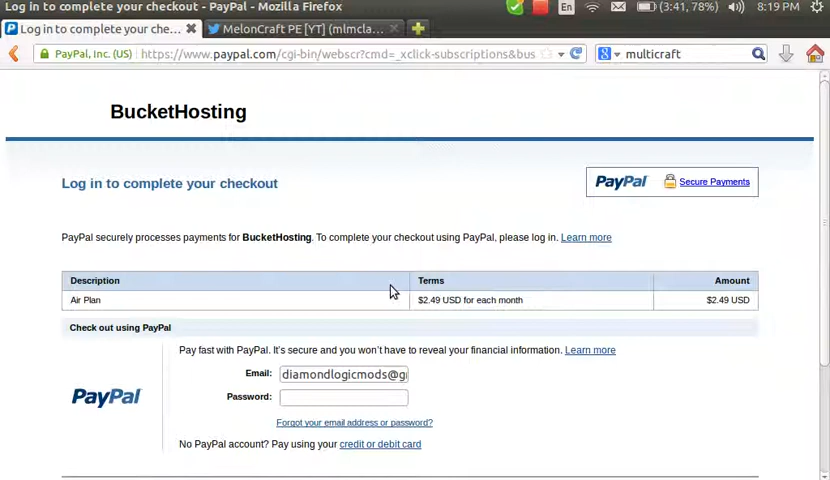 Log in to complete your checkout - PayPal - Mozilla Firefox
En
(3:41, 78%)
8:19 PM
Log in to complete your check...
MelonCraft PE [YT] (mlmcla...
PayPal, Inc. (US)
https://www.paypal.com/cgi-bin/webscr?cmd=_xclick-subscriptions&bus
multicraft
BucketHosting
Log in to complete your checkout
PayPal
Secure Payments
PayPal securely processes payments for BucketHosting. To complete your checkout using PayPal, please log in. Learn more
Description Terms Amount
Air Plan $2.49 USD for each month $2.49 USD
Check out using PayPal
Pay fast with PayPal. It's secure and you won't have to reveal your financial information. Learn more
PayPal
Email: diamondlogicmods@g
Password:
Forgot your email address or password?
No PayPal account? Pay using your credit or debit card